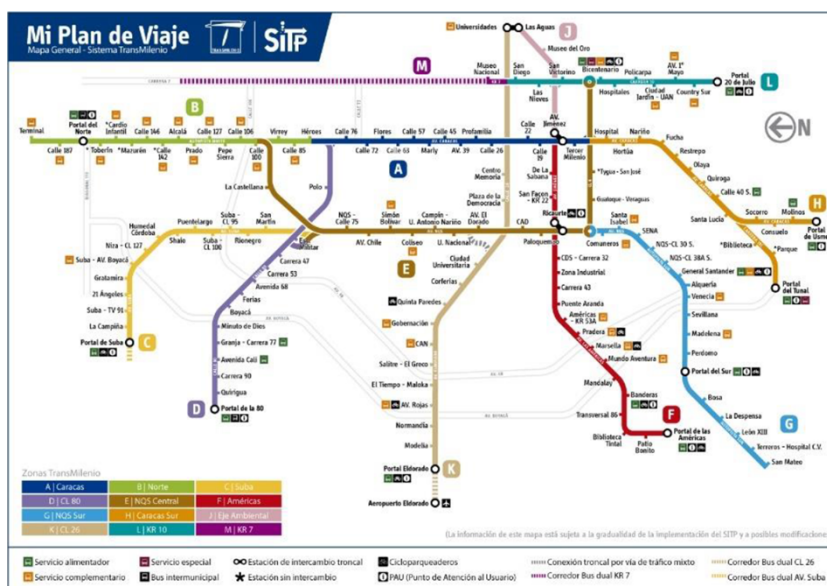 Mi Plan de Viaje
Mapa General - Sistema TransMilenio
TRANSMILENIO
SiTP
Universidades
Las Aguas
J
Museo del Oro
M
Museo Nacional
San Diego
San Victorino
Bicentenario
Policarpa
AV. 1° Mayo
Portal 20 de Julio
L
Las Nieves
Hospitales
Ciudad Jardín - UAN
Country Sur
N
B
Terminal
Portal del Norte
*Cardio Infantil
Calle 146
Alcalá
Calle 127
Calle 106
Virrey
Héroes
Calle 187
*Toberín
*Mazurén
*Calle 142
Prado
Pepe Sierra
Calle 100
Calle 85
Calle 76
Flores
Calle 57
Calle 45
Profamilia
Calle 22
AV. Jiménez
Calle 72
Calle 63
Marly
AV. 39
Calle 26
Calle 19
Tercer Milenio
A
Hospital
Nariño
Hortúa
Fucha
Restrepo
Olaya
Quiroga
Calle 40 S.
Santa Lucía
Socorro
Molinos
Consuelo
Portal de Usme
H
*Biblioteca
*Parque
Portal del Tunal
La Castellana
Polo
Centro Memoria
Plaza de la Democracia
De La Sabana
San Façon - KR 22
Ricaurte
*Tygua - San José
Guatoque - Veraguas
NQS - Calle 75
Simón Bolívar
Campín - U. Antonio Nariño
AV. El Dorado
CAD
Paloquemao
AV. Chile
Coliseo
U. Nacional
E
Comuneros
Santa Isabel
SENA
NQS-CL 30 S.
NQS-CL 38A S.
General Santander
Alquería
Venecia
Sevillana
Madelena
Perdomo
Portal del Sur
Bosa
La Despensa
León XIII
Terreros - Hospital C.V.
San Mateo
G
Humedal Córdoba
Puentelargo
Suba - CL 95
San Martín
Niza - CL 127
Shaio
Suba - CL 100
Rionegro
Suba - AV. Boyacá
Gratamira
21 Ángeles
Suba - TV 91
La Campiña
Portal de Suba
C
Esc. Militar
Carrera 47
Carrera 53
Avenida 68
Ferias
Boyacá
Minuto de Dios
Granja - Carrera 77
Avenida Cali
Carrera 90
Quirigua
Portal de la 80
D
Ciudad Universitaria
Corferias
Quinta Paredes
Gobernación
CAN
Salitre - El Greco
El Tiempo - Maloka
AV. Rojas
Normandía
Modelia
Portal Eldorado
K
Aeropuerto Eldorado
CDS - Carrera 32
Zona Industrial
Carrera 43
Puente Aranda
Américas - KR 53A
Pradera
Marsella
Mundo Aventura
Mandalay
Banderas
Transversal 86
Biblioteca Tintal
Patio Bonito
Portal de las Américas
F
Zonas TransMilenio
A | Caracas
B | Norte
C | Suba
D | CL 80
E | NQS Central
F | Américas
G | NQS Sur
H | Caracas Sur
J | Eje Ambiental
K | CL 26
L | KR 10
M | KR 7
(La información de este mapa está sujeta a la gradualidad de la implementación del SITP y a posibles modificaciones
Servicio alimentador
Servicio especial
Estación de intercambio troncal
Cicloparqueaderos
Conexión troncal por vía de tráfico mixto
Corredor Bus dual CL 26
Servicio complementario
Bus intermunicipal
Estación sin intercambio
PAU (Punto de Atención al Usuario)
Corredor Bus dual KR 7
Corredor Bus dual AV. Suba